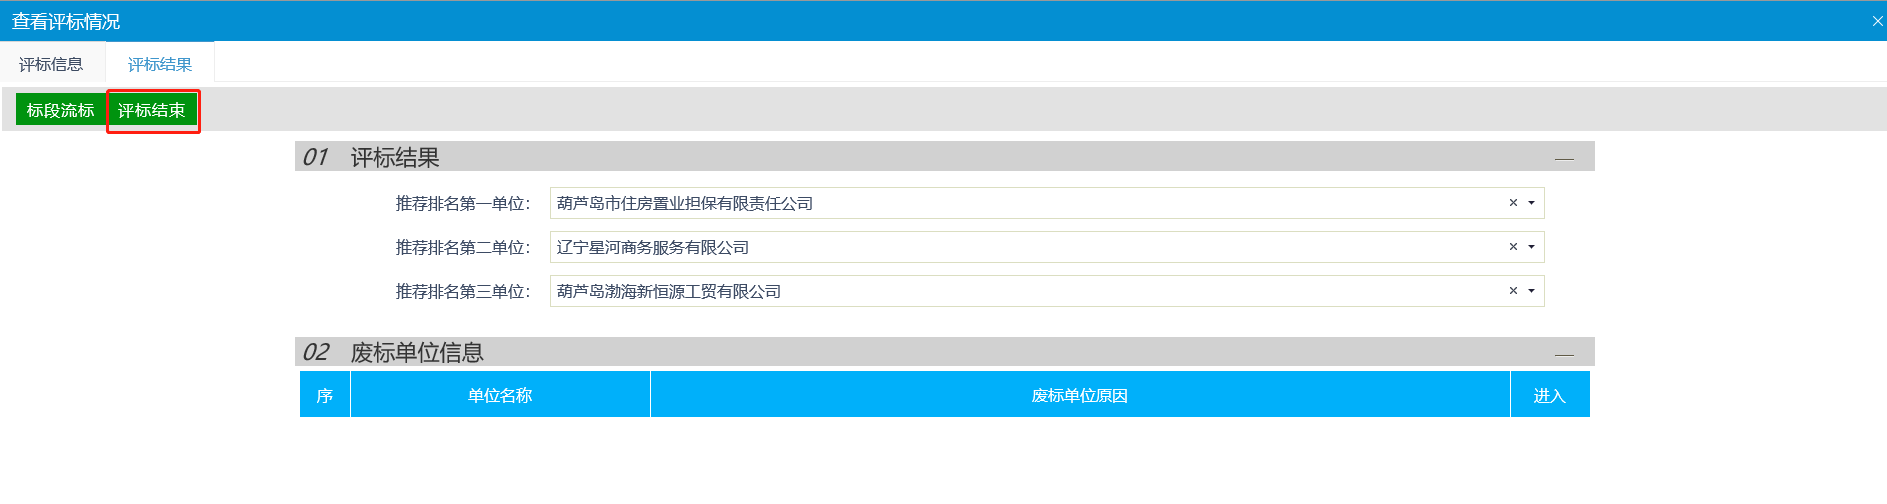 查看评标情况
评标信息 评标结果
标段流标 评标结束
01 评标结果
推荐排名第一单位： 葫芦岛市住房置业担保有限责任公司
推荐排名第二单位： 辽宁星河商务服务有限公司
推荐排名第三单位： 葫芦岛渤海新恒源工贸有限公司
02 废标单位信息
序 单位名称 废标单位原因 进入